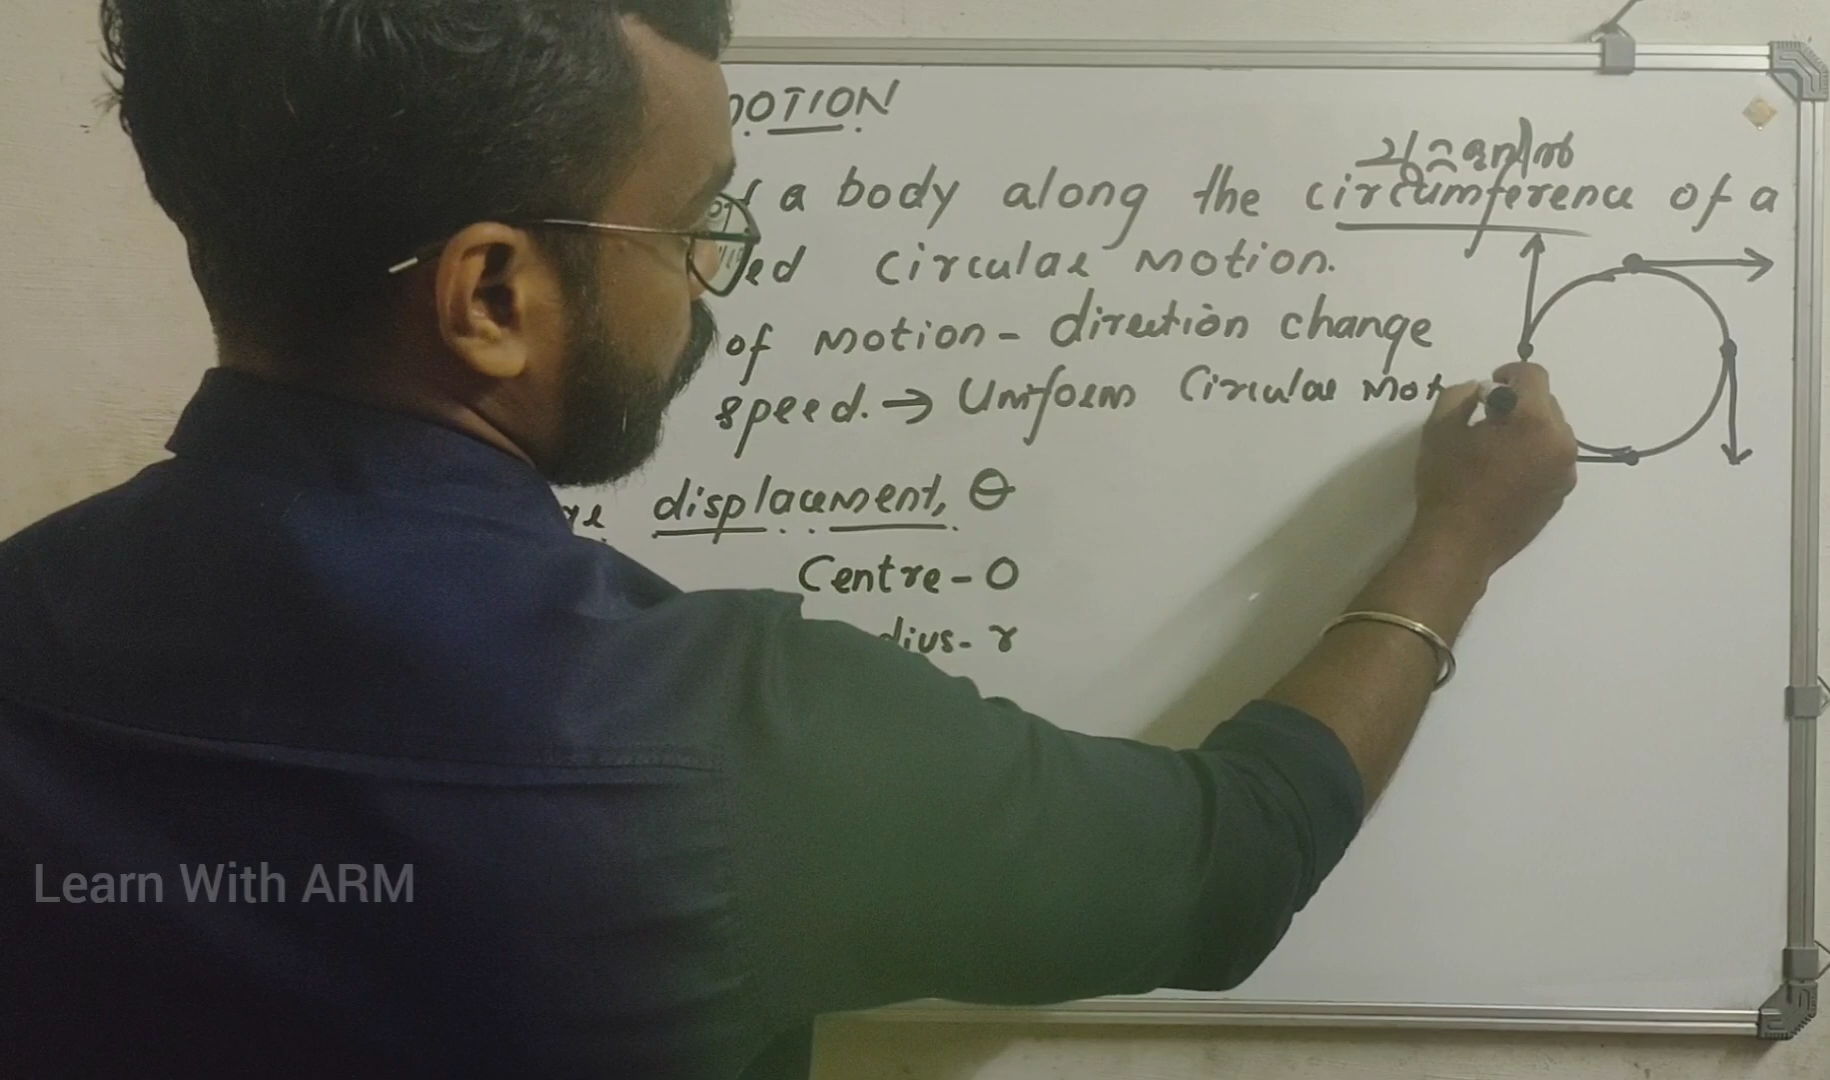 MOTION
a body along the circumference of a
ed circular motion.
of motion - direction change
speed. → Uniform Circular Mot
displacement, θ
Centre - O
dius - r
Learn With ARM